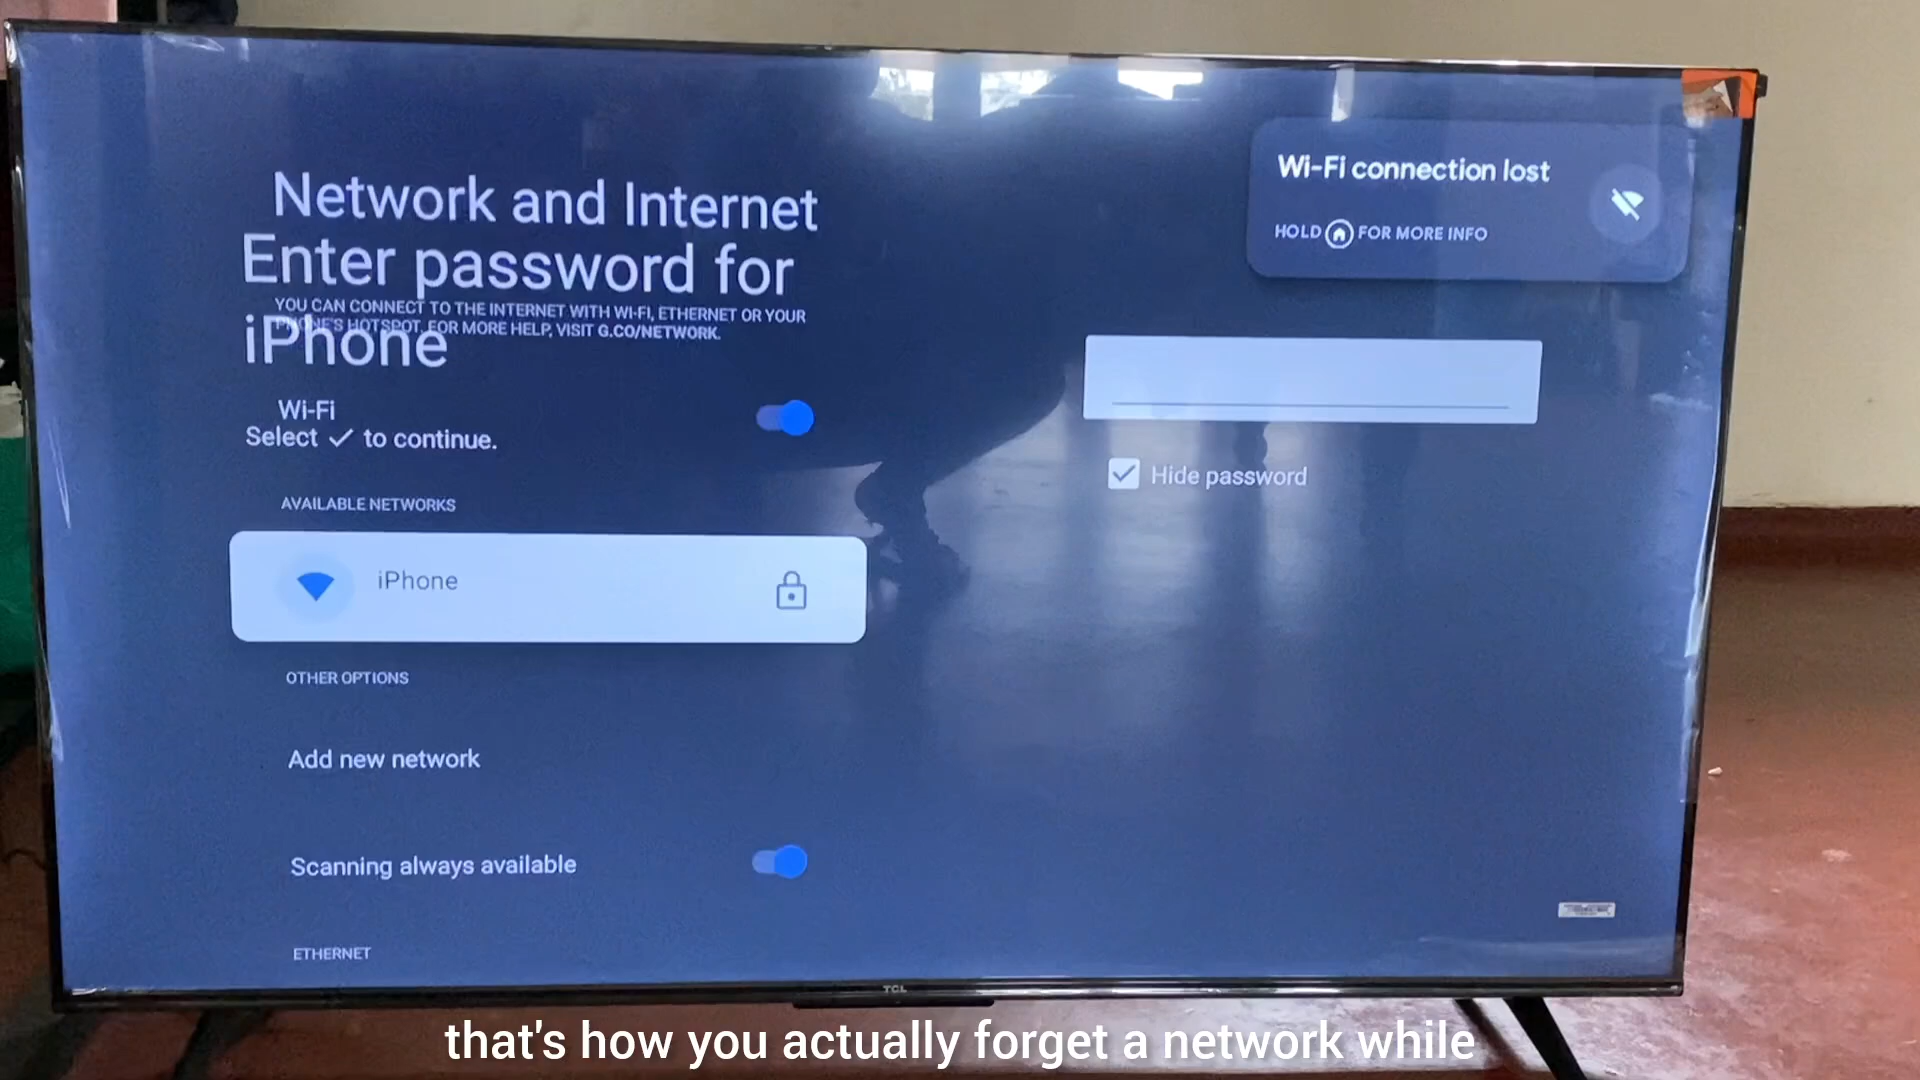 Network and Internet
Enter password for
YOU CAN CONNECT TO THE INTERNET WITH WI-FI, ETHERNET OR YOUR
PHONE'S HOTSPOT. FOR MORE HELP, VISIT G.CO/NETWORK.
iPhone
Wi-Fi
Select ✓ to continue.
AVAILABLE NETWORKS
iPhone
OTHER OPTIONS
Add new network
Scanning always available
ETHERNET
Wi-Fi connection lost
HOLD FOR MORE INFO
Hide password
TCL
that's how you actually forget a network while